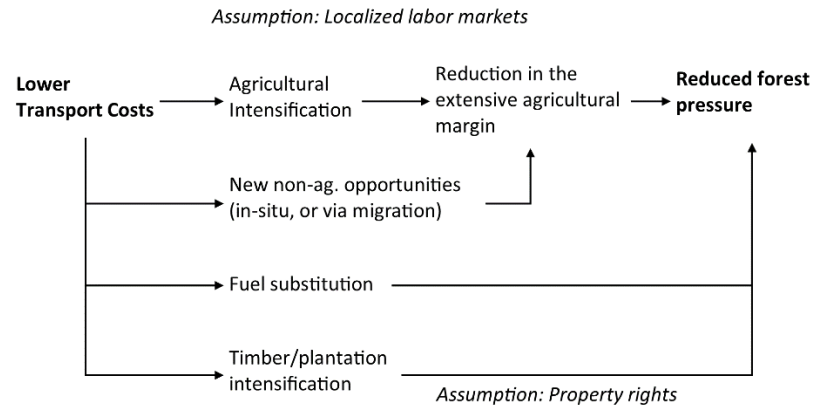 Assumption: Localized labor markets
Lower
Transport Costs
Agricultural
Intensification
Reduction in the
extensive agricultural
margin
Reduced forest
pressure
New non-ag. opportunities
(in-situ, or via migration)
Fuel substitution
Timber/plantation
intensification
Assumption: Property rights